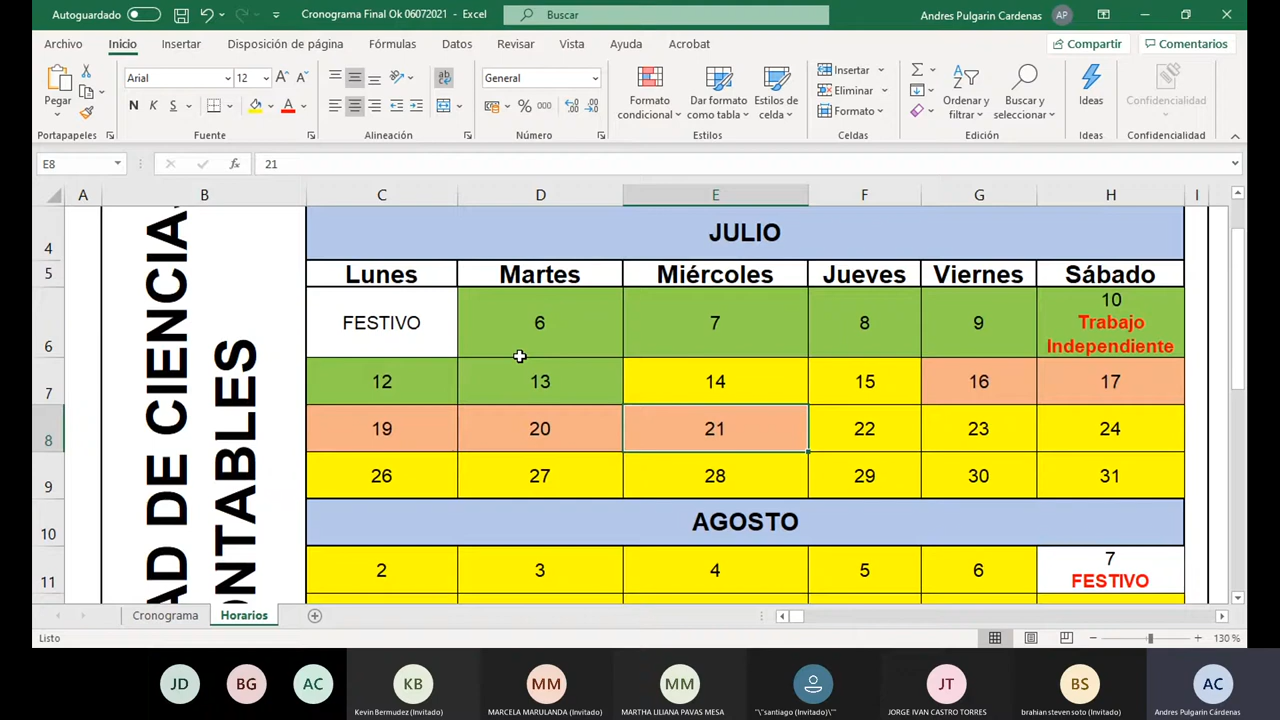 Autoguardado
Cronograma Final Ok 06072021 - Excel
Buscar
Andres Pulgarin Cardenas
AP
Archivo Inicio Insertar Disposición de página Fórmulas Datos Revisar Vista Ayuda Acrobat
Compartir
Comentarios
Pegar
Portapapeles
Arial 12
N K S
Fuente
Alineación
General
% 000
Número
Formato condicional
Dar formato como tabla
Estilos de celda
Estilos
Insertar
Eliminar
Formato
Celdas
Ordenar y filtrar
Buscar y seleccionar
Edición
Ideas
Ideas
Confidencialidad
Confidencialidad
E8
fx
21
A B C D E F G H I
4 JULIO
5 Lunes Martes Miércoles Jueves Viernes Sábado
6 FESTIVO 6 7 8 9 10 Trabajo Independiente
7 12 13 14 15 16 17
8 19 20 21 22 23 24
9 26 27 28 29 30 31
10 AGOSTO
11 2 3 4 5 6 7 FESTIVO
AD DE CIENCIA
ONTABLES
Cronograma Horarios
Listo
130 %
JD
BG
AC
KB
Kevin Bermudez (Invitado)
MM
MARCELA MARULANDA (Invitado)
MM
MARTHA LILIANA PAVAS MESA
"\"santiago (Invitado)\""
JT
JORGE IVAN CASTRO TORRES
BS
brahian steven soto (Invitado)
AC
Andres Pulgarin Cárdenas